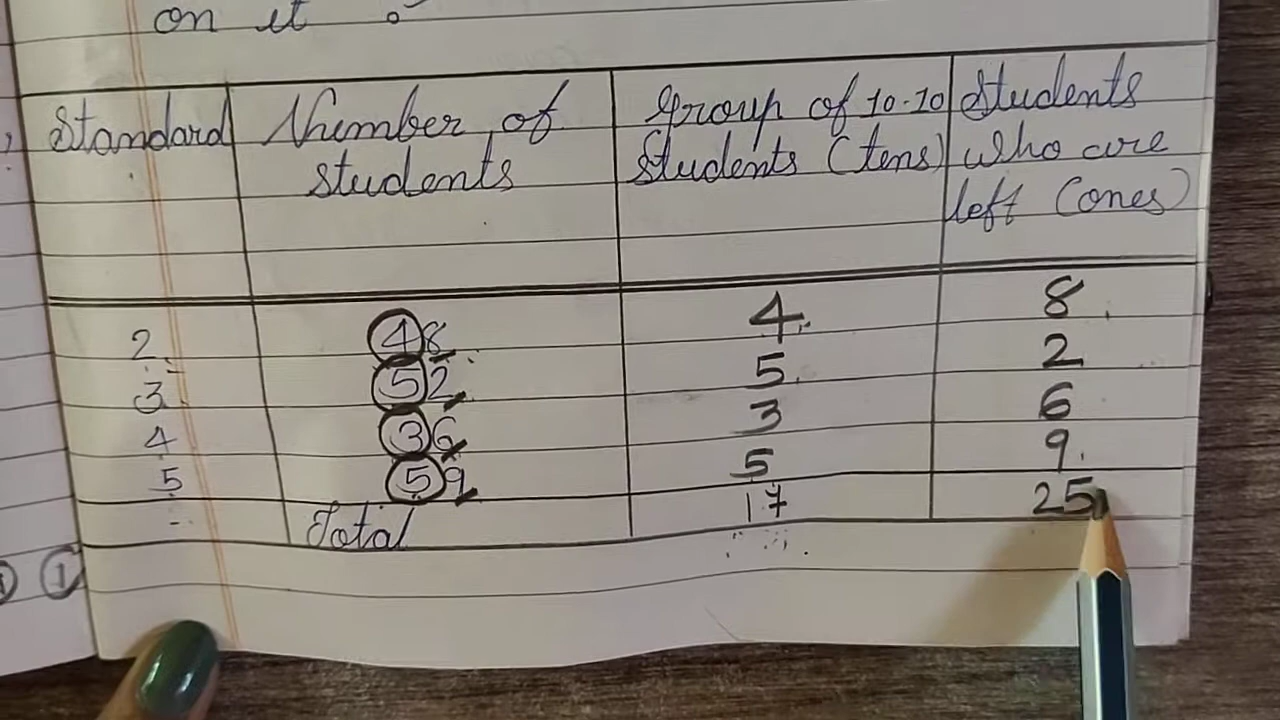 on it
Standard Number of students Group of 10-10 Students (tens) Students who are left (ones)
2 48 4 8
3 52 5 2
4 36 3 6
5 59 5 9
Total 17 25
1